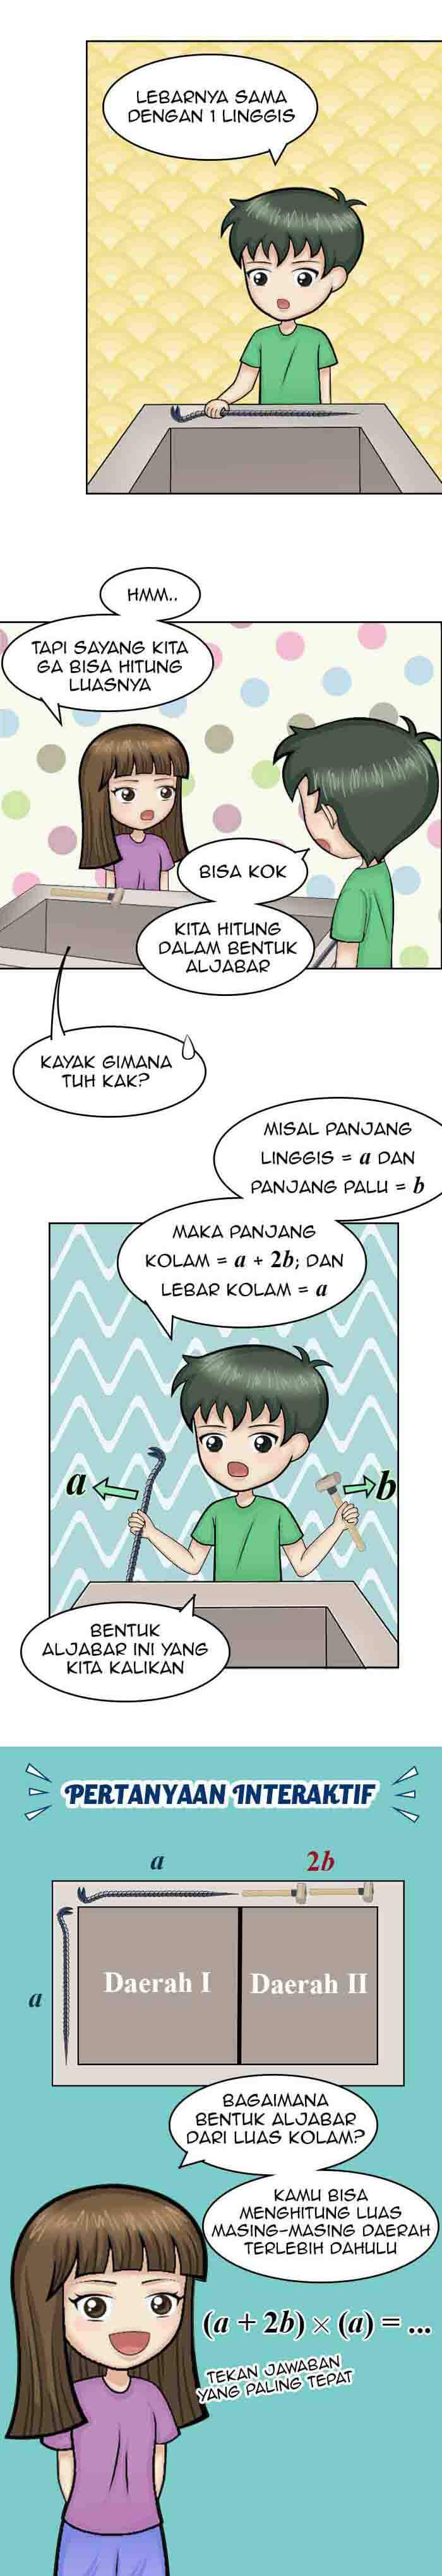 LEBARNYA SAMA
DENGAN 1 LINGGIS
HMM..
TAPI SAYANG KITA
GA BISA HITUNG
LUASNYA
BISA KOK
KITA HITUNG
DALAM BENTUK
ALJABAR
KAYAK GIMANA
TUH KAK?
MISAL PANJANG
LINGGIS = a DAN
PANJANG PALU = b
MAKA PANJANG
KOLAM = a + 2b; DAN
LEBAR KOLAM = a
a
b
BENTUK
ALJABAR INI YANG
KITA KALIKAN
PERTANYAAN INTERAKTIF
a
2b
a
Daerah I
Daerah II
BAGAIMANA
BENTUK ALJABAR
DARI LUAS KOLAM?
KAMU BISA
MENGHITUNG LUAS
MASING-MASING DAERAH
TERLEBIH DAHULU
(a + 2b) × (a) = ...
TEKAN JAWABAN
YANG PALING TEPAT